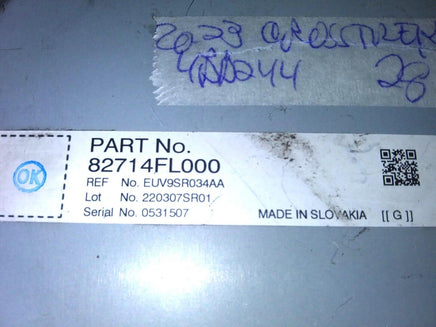 2023 CROSSTREK
4AA244 28
OK
PART No.
82714FL000
REF No. EUV9SR034AA
Lot No. 220307SR01
Serial No. 0531507
MADE IN SLOVAKIA [[ G ]]